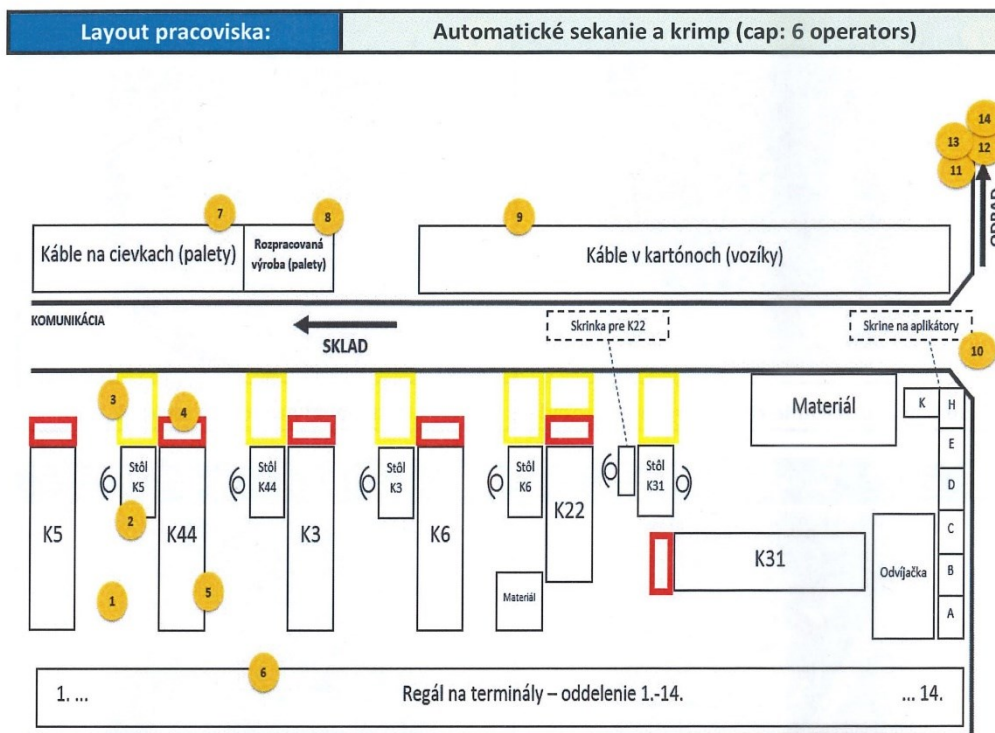 Layout pracoviska:
Automatické sekanie a krimp (cap: 6 operators)
14
13
12
11
ODPAD
7
8
9
Káble na cievkach (palety)
Rozpracovaná
výroba (palety)
Káble v kartónoch (vozíky)
KOMUNIKÁCIA
SKLAD
Skrinka pre K22
Skrine na aplikátory
10
3
4
Materiál
K
H
E
D
C
B
A
Stôl
K5
Stôl
K44
Stôl
K3
Stôl
K6
Stôl
K31
2
K5
K44
K3
K6
K22
K31
Odvíjačka
1
5
Materiál
6
1. ...
Regál na terminály – oddelenie 1.-14.
... 14.